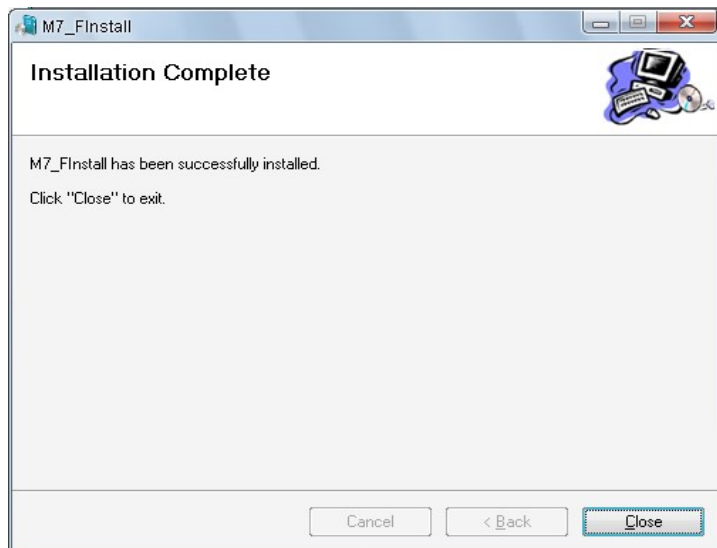 M7_FInstall
Installation Complete
M7_FInstall has been successfully installed.
Click "Close" to exit.
Cancel
< Back
Close